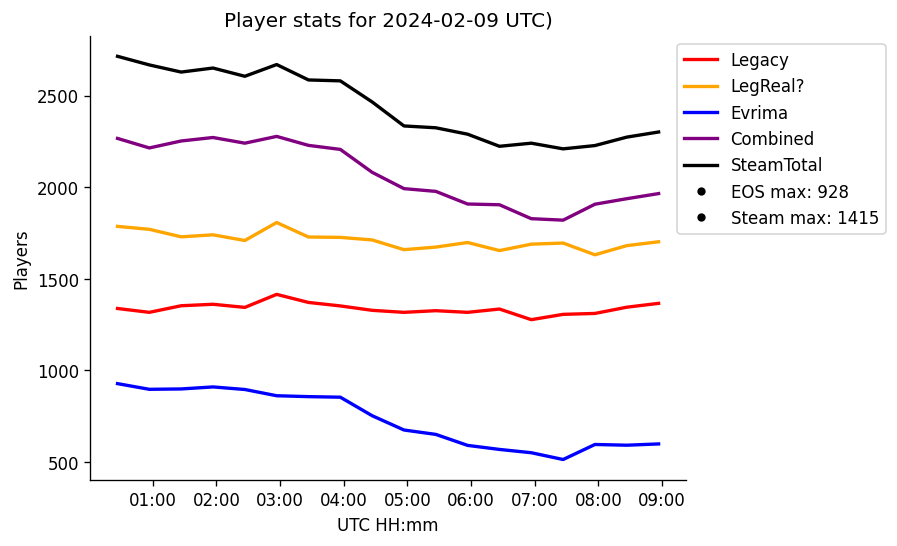 Player stats for 2024-02-09 UTC)
Legacy
LegReal?
Evrima
Combined
SteamTotal
EOS max: 928
Steam max: 1415
Players
2500
2000
1500
1000
500
01:00 02:00 03:00 04:00 05:00 06:00 07:00 08:00 09:00
UTC HH:mm